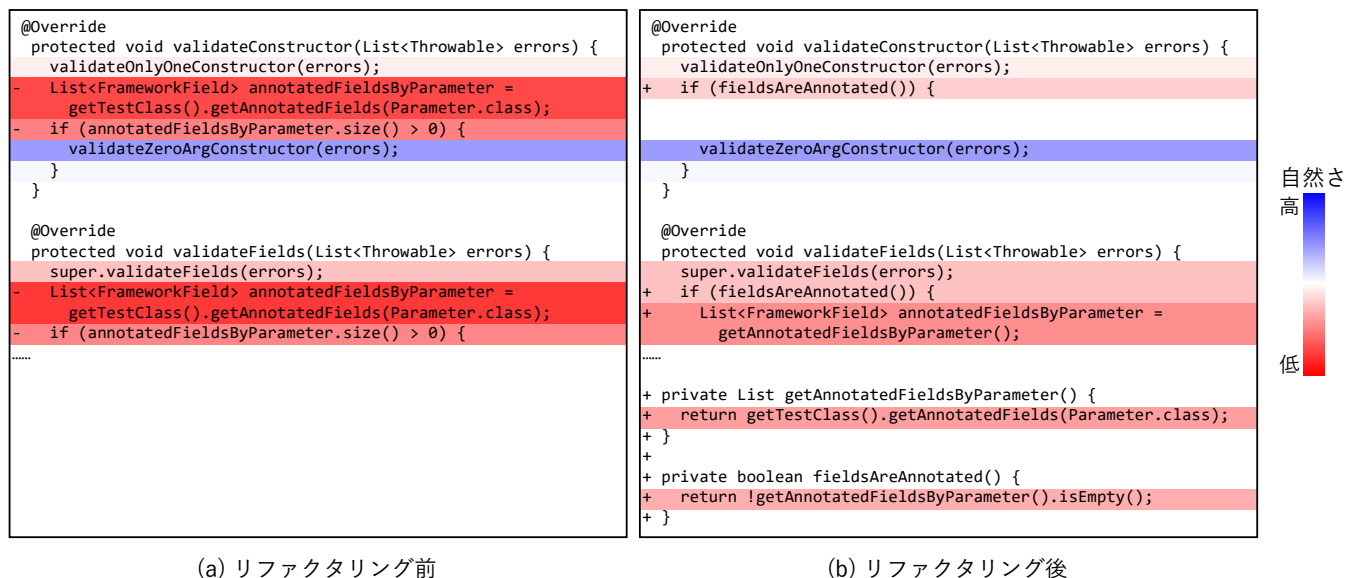 @Override
protected void validateConstructor(List<Throwable> errors) {
validateOnlyOneConstructor(errors);
- List<FrameworkField> annotatedFieldsByParameter =
getTestClass().getAnnotatedFields(Parameter.class);
- if (annotatedFieldsByParameter.size() > 0) {
validateZeroArgConstructor(errors);
}
}
@Override
protected void validateFields(List<Throwable> errors) {
super.validateFields(errors);
- List<FrameworkField> annotatedFieldsByParameter =
getTestClass().getAnnotatedFields(Parameter.class);
- if (annotatedFieldsByParameter.size() > 0) {
……
(a) リファクタリング前
@Override
protected void validateConstructor(List<Throwable> errors) {
validateOnlyOneConstructor(errors);
+ if (fieldsAreAnnotated()) {
validateZeroArgConstructor(errors);
}
}
@Override
protected void validateFields(List<Throwable> errors) {
super.validateFields(errors);
+ if (fieldsAreAnnotated()) {
+ List<FrameworkField> annotatedFieldsByParameter =
getAnnotatedFieldsByParameter();
……
+ private List getAnnotatedFieldsByParameter() {
+ return getTestClass().getAnnotatedFields(Parameter.class);
+ }
+
+ private boolean fieldsAreAnnotated() {
+ return !getAnnotatedFieldsByParameter().isEmpty();
+ }
(b) リファクタリング後
自然さ
高
低